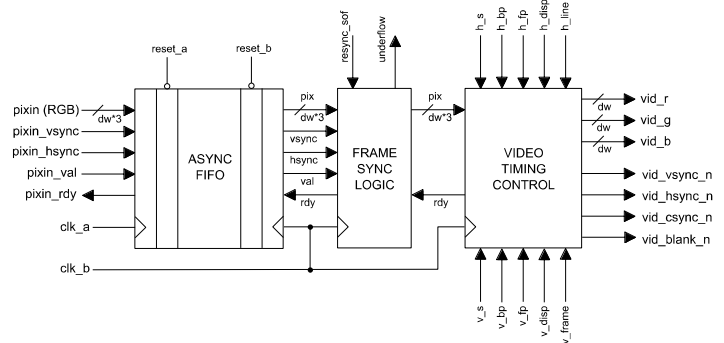 resync_sof
underflow
h_s
h_bp
h_fp
h_disp
h_line
reset_a
reset_b
pixin (RGB)
dw*3
pixin_vsync
pixin_hsync
pixin_val
pixin_rdy
clk_a
clk_b
ASYNC
FIFO
pix
dw*3
vsync
hsync
val
rdy
FRAME
SYNC
LOGIC
pix
dw*3
rdy
VIDEO
TIMING
CONTROL
vid_r
dw
vid_g
dw
vid_b
dw
vid_vsync_n
vid_hsync_n
vid_csync_n
vid_blank_n
v_s
v_bp
v_fp
v_disp
v_frame